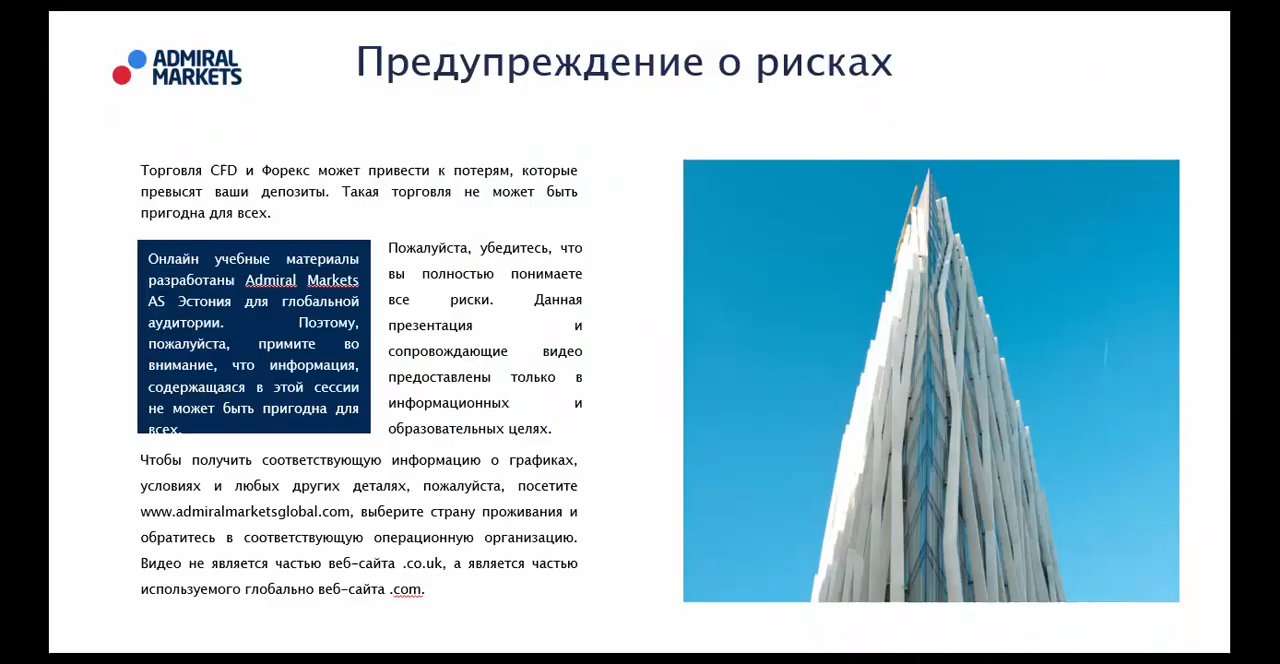 ADMIRAL
MARKETS
Предупреждение о рисках
Торговля CFD и Форекс может привести к потерям, которые
превысят ваши депозиты. Такая торговля не может быть
пригодна для всех.
Онлайн учебные материалы
разработаны Admiral Markets
AS Эстония для глобальной
аудитории. Поэтому,
пожалуйста, примите во
внимание, что информация,
содержащаяся в этой сессии
не может быть пригодна для
всех.
Пожалуйста, убедитесь, что
вы полностью понимаете
все риски. Данная
презентация и
сопровождающие видео
предоставлены только в
информационных и
образовательных целях.
Чтобы получить соответствующую информацию о графиках,
условиях и любых других деталях, пожалуйста, посетите
www.admiralmarketsglobal.com, выберите страну проживания и
обратитесь в соответствующую операционную организацию.
Видео не является частью веб-сайта .co.uk, а является частью
используемого глобально веб-сайта .com.